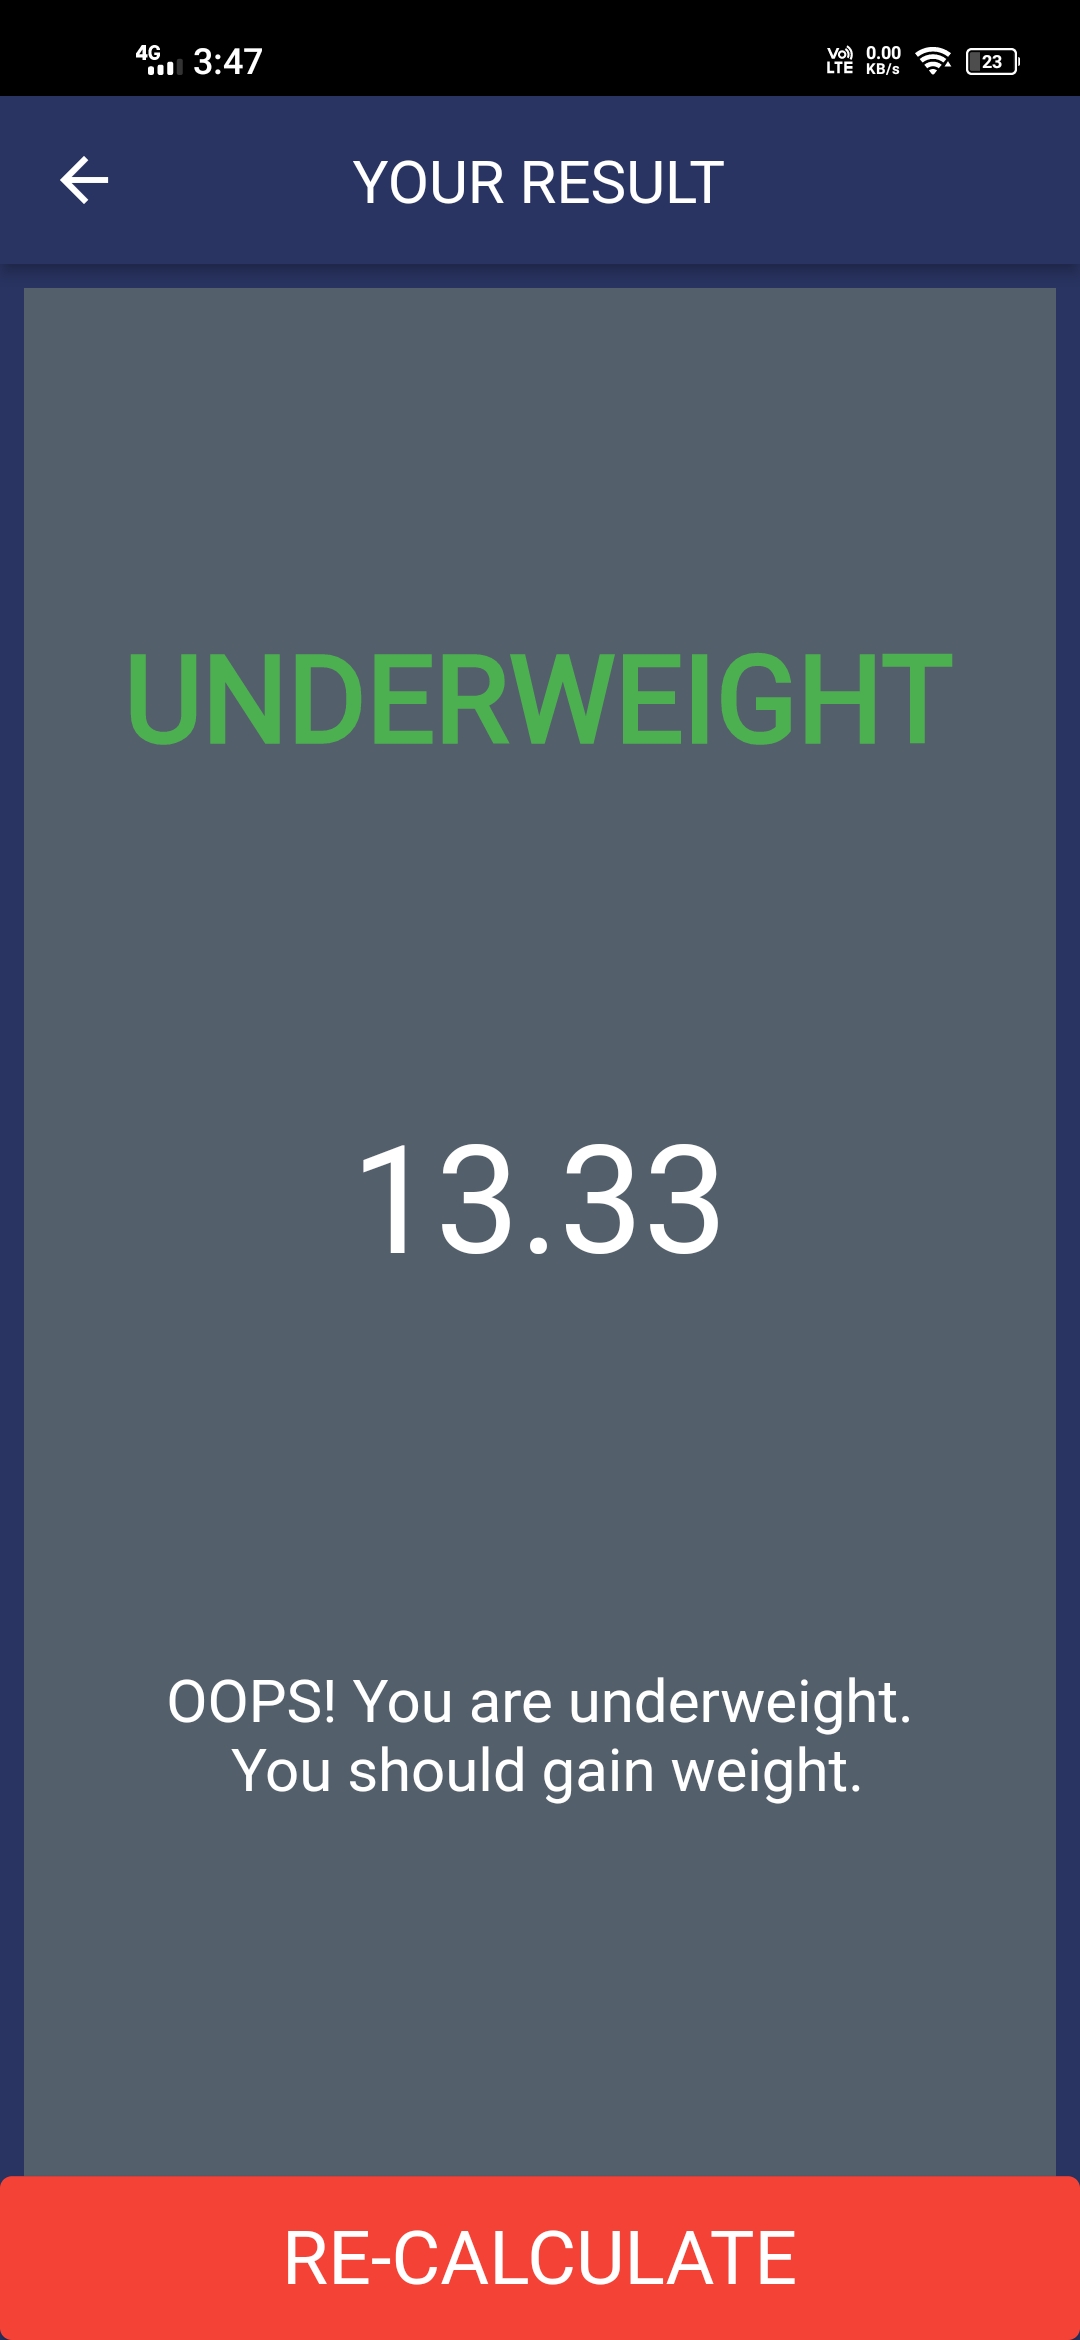 4G 3:47 Vo LTE 0.00 KB/s 23
YOUR RESULT
UNDERWEIGHT
13.33
OOPS! You are underweight.
You should gain weight.
RE-CALCULATE